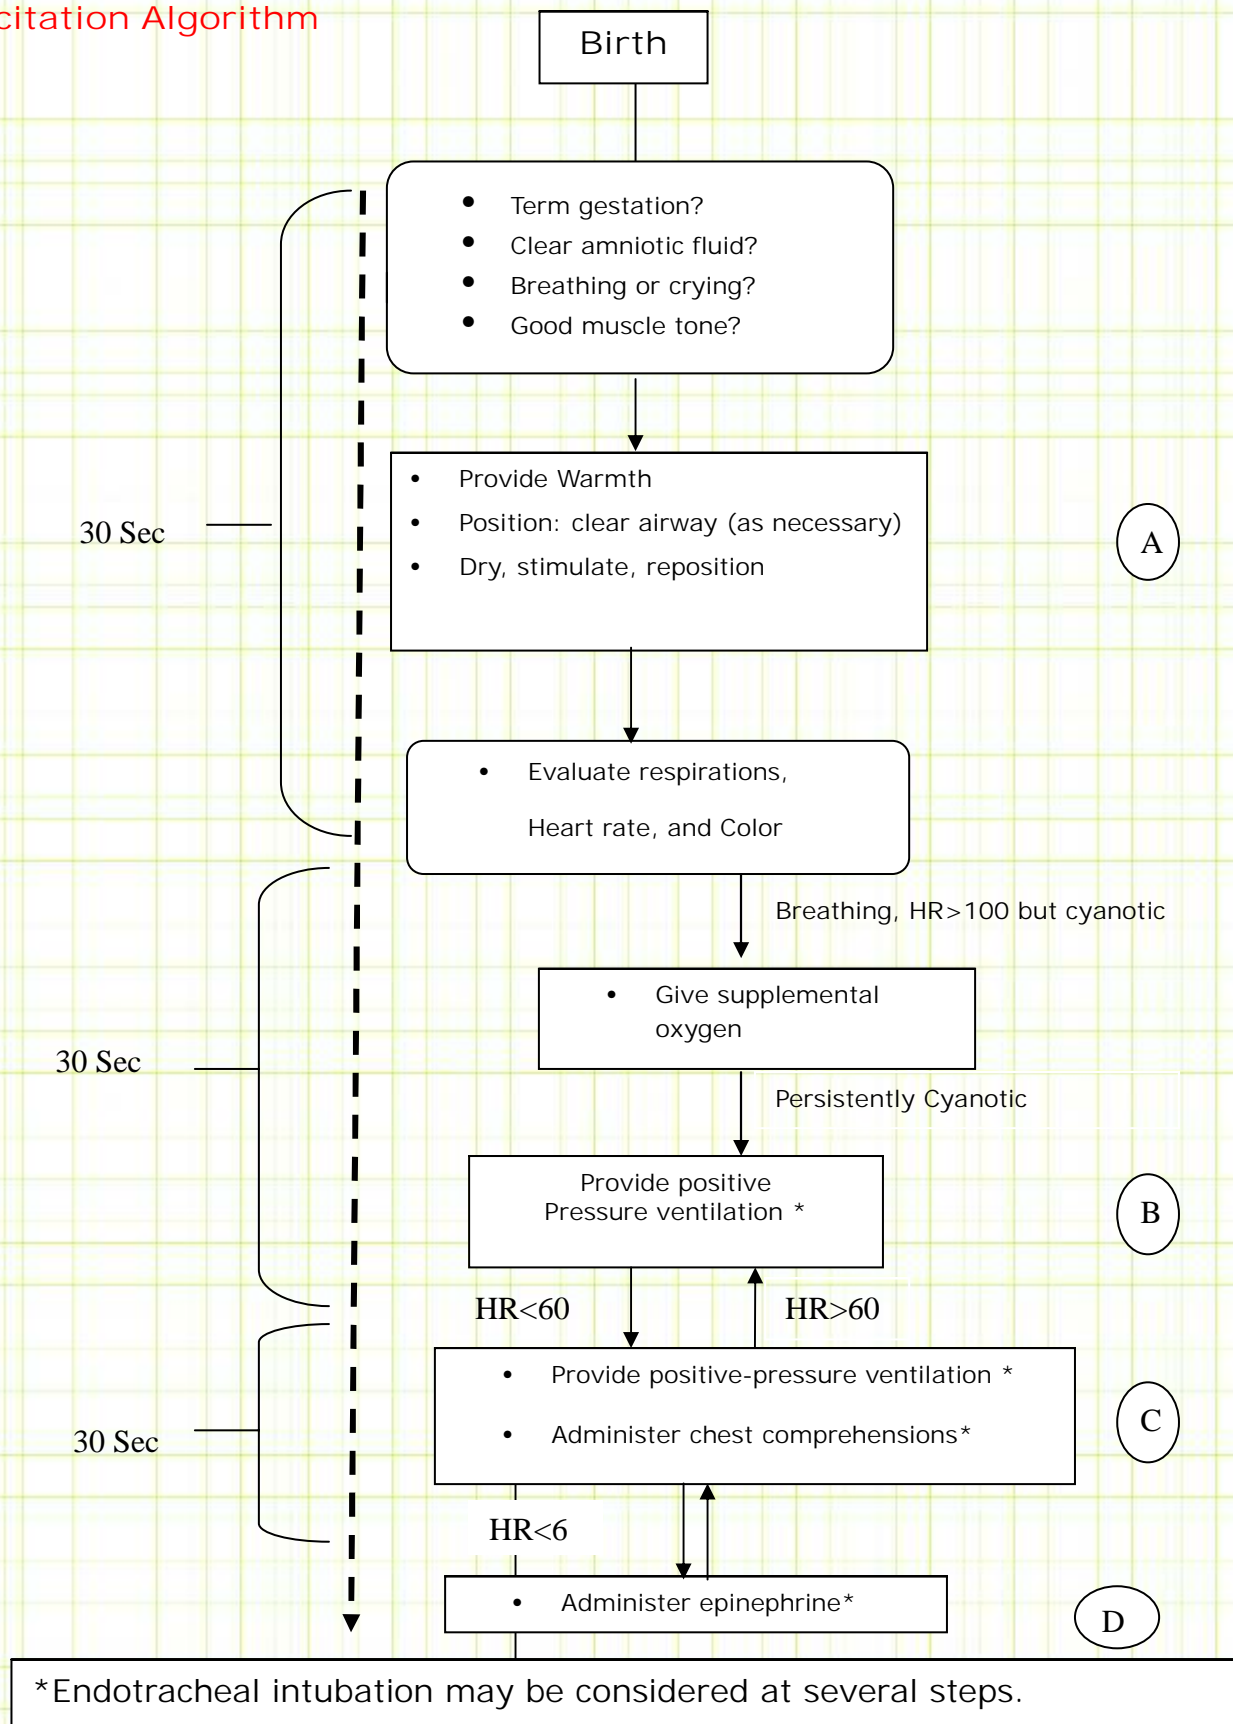 citation Algorithm
Birth
• Term gestation?
• Clear amniotic fluid?
• Breathing or crying?
• Good muscle tone?
30 Sec
• Provide Warmth
• Position: clear airway (as necessary)
• Dry, stimulate, reposition
A
• Evaluate respirations,
Heart rate, and Color
Breathing, HR>100 but cyanotic
• Give supplemental
oxygen
30 Sec
Persistently Cyanotic
Provide positive
Pressure ventilation *
B
HR<60
HR>60
• Provide positive-pressure ventilation *
• Administer chest comprehensions*
C
30 Sec
HR<6
• Administer epinephrine*
D
*Endotracheal intubation may be considered at several steps.